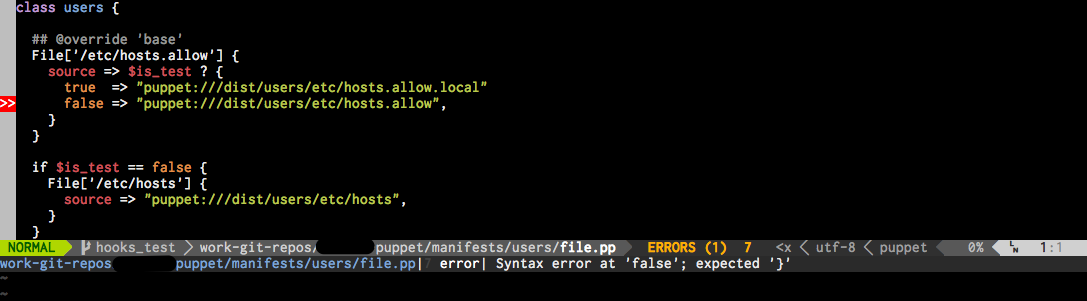 class users {
  ## @override 'base'
  File['/etc/hosts.allow'] {
    source => $is_test ? {
      true  => "puppet:///dist/users/etc/hosts.allow.local"
>>    false => "puppet:///dist/users/etc/hosts.allow",
    }
  }
  if $is_test == false {
    File['/etc/hosts'] {
      source => "puppet:///dist/users/etc/hosts",
    }
  }
NORMAL hooks_test work-git-repos/ puppet/manifests/users/file.pp ERRORS (1) 7 <x utf-8 puppet 0% LN 1:1
work-git-repos puppet/manifests/users/file.pp|7 error| Syntax error at 'false'; expected '}'
~
~